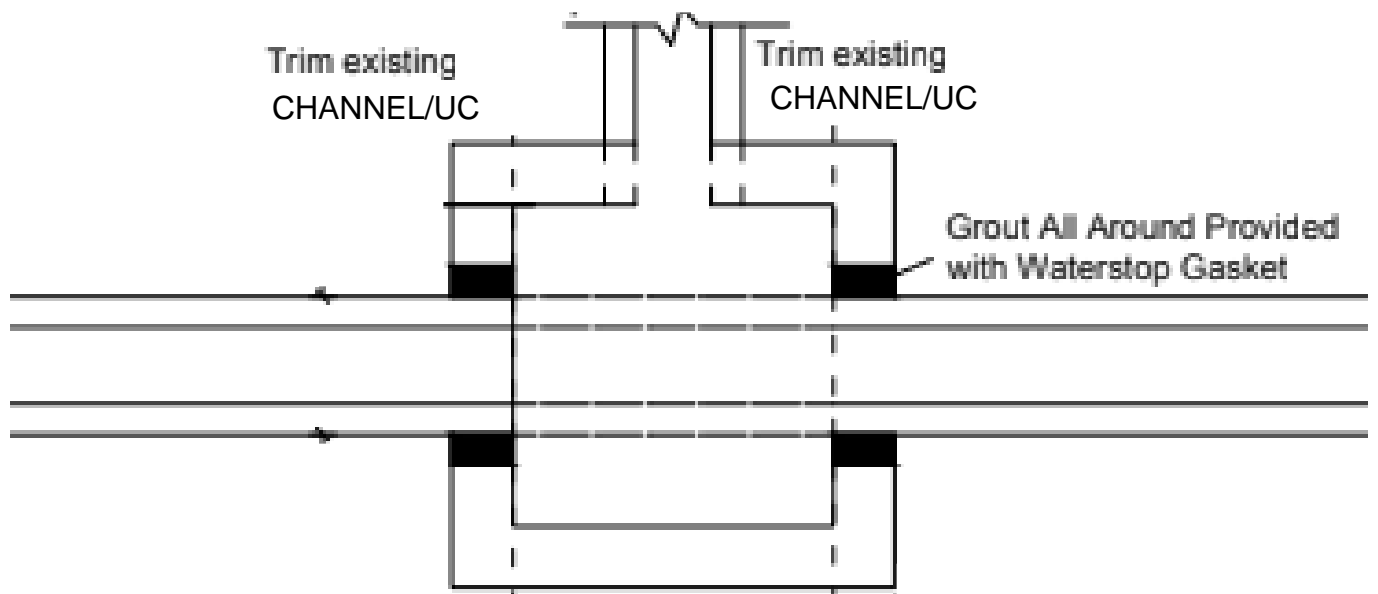 Trim existing
CHANNEL/UC
Trim existing
CHANNEL/UC
Grout All Around Provided
with Waterstop Gasket